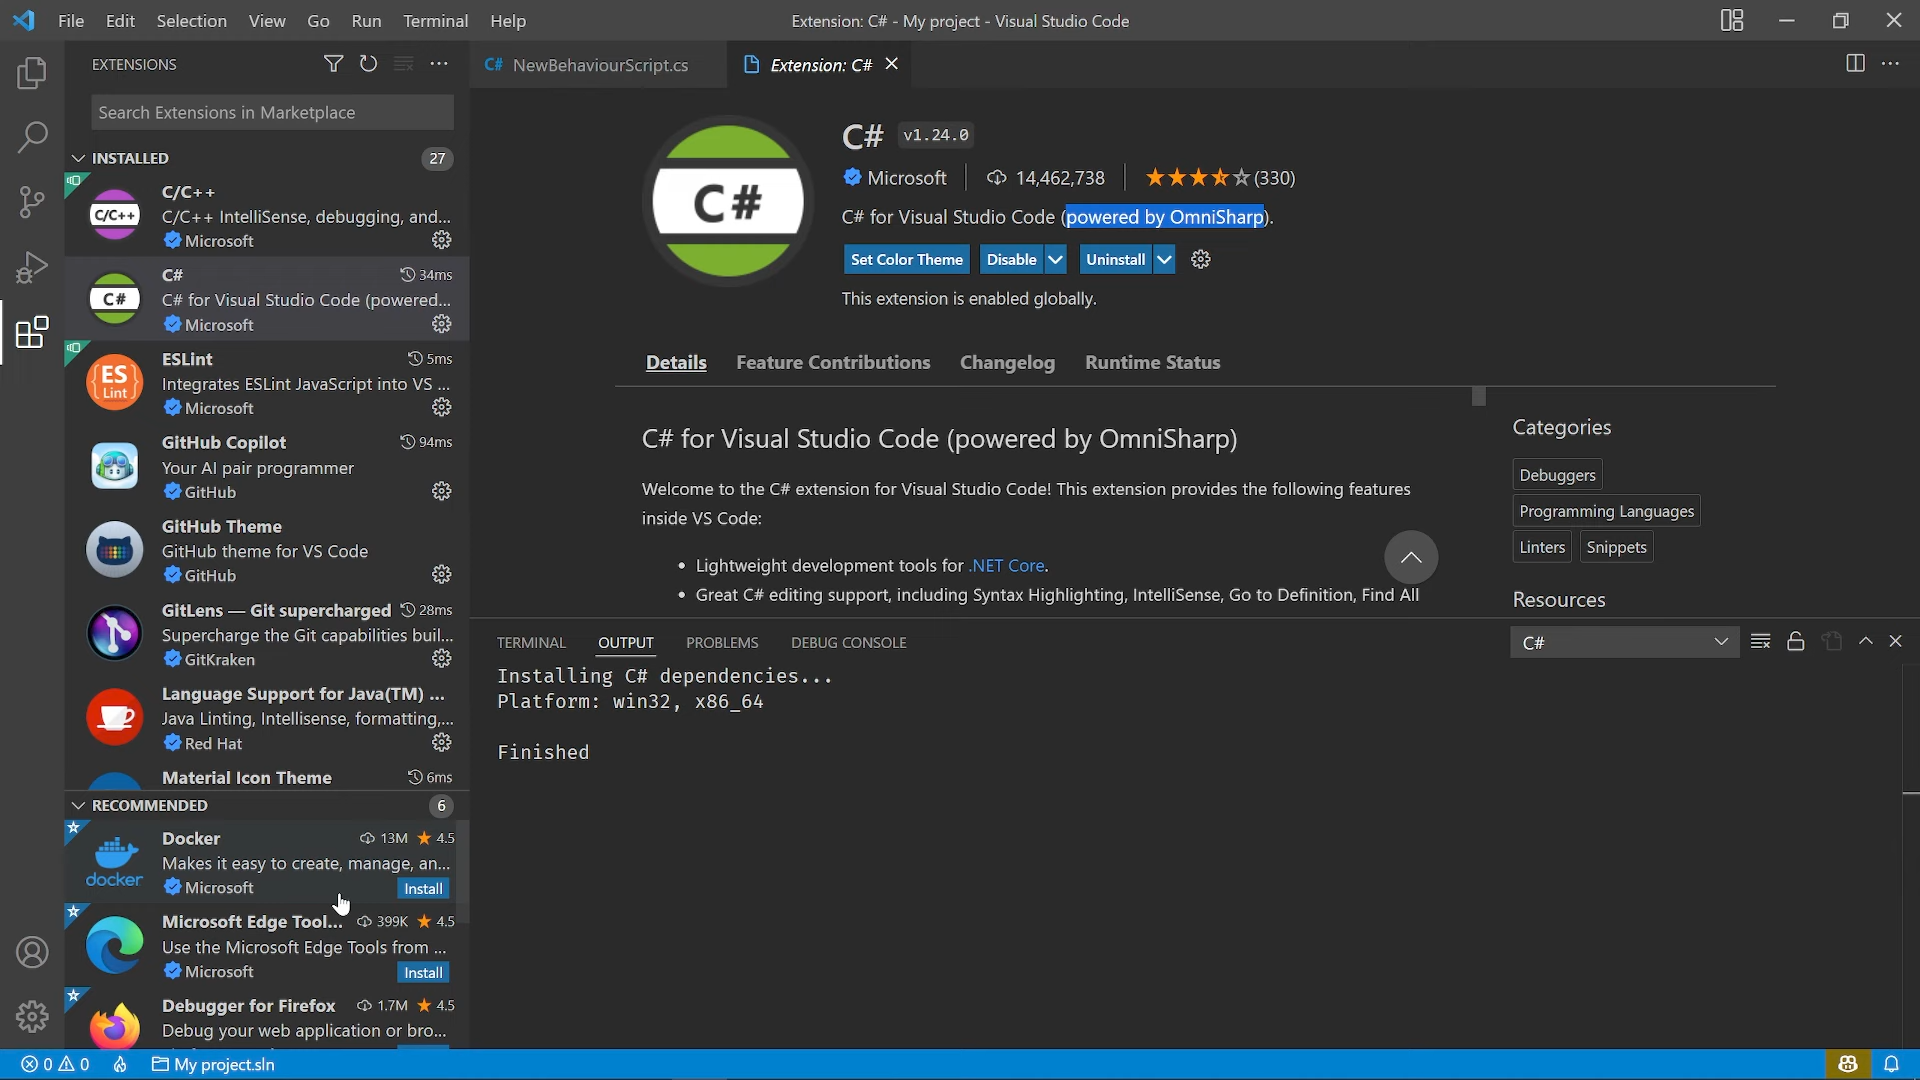 File Edit Selection View Go Run Terminal Help
Extension: C# - My project - Visual Studio Code
EXTENSIONS
Search Extensions in Marketplace
INSTALLED 27
C/C++
C/C++ IntelliSense, debugging, and...
Microsoft
C# 34ms
C# for Visual Studio Code (powered...
Microsoft
ESLint 5ms
Integrates ESLint JavaScript into VS ...
Microsoft
GitHub Copilot 94ms
Your AI pair programmer
GitHub
GitHub Theme
GitHub theme for VS Code
GitHub
GitLens — Git supercharged 28ms
Supercharge the Git capabilities buil...
GitKraken
Language Support for Java(TM) ...
Java Linting, Intellisense, formatting,...
Red Hat
Material Icon Theme 6ms
RECOMMENDED 6
Docker 13M 4.5
Makes it easy to create, manage, an...
Microsoft Install
Microsoft Edge Tool... 399K 4.5
Use the Microsoft Edge Tools from ...
Microsoft Install
Debugger for Firefox 1.7M 4.5
Debug your web application or bro...
C/C++
C#
ES
Lint
docker
C# NewBehaviourScript.cs
Extension: C#
C#
C# v1.24.0
Microsoft 14,462,738 (330)
C# for Visual Studio Code (powered by OmniSharp).
Set Color Theme Disable Uninstall
This extension is enabled globally.
Details Feature Contributions Changelog Runtime Status
C# for Visual Studio Code (powered by OmniSharp)
Welcome to the C# extension for Visual Studio Code! This extension provides the following features
inside VS Code:
• Lightweight development tools for .NET Core.
• Great C# editing support, including Syntax Highlighting, IntelliSense, Go to Definition, Find All
Categories
Debuggers
Programming Languages
Linters Snippets
Resources
TERMINAL OUTPUT PROBLEMS DEBUG CONSOLE
C#
Installing C# dependencies...
Platform: win32, x86_64
Finished
0 0 My project.sln